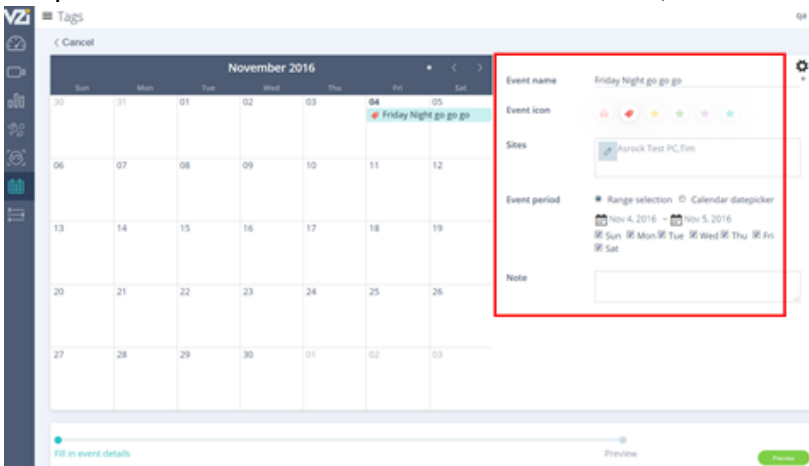 VZi
Tags
QA
< Cancel
November 2016
Sun Mon Tue Wed Thu Fri Sat
30 31 01 02 03 04 05
Friday Night go go go
06 07 08 09 10 11 12
13 14 15 16 17 18 19
20 21 22 23 24 25 26
27 28 29 30 01 02 03
Event name Friday Night go go go
Event icon
Sites Asrock Test PC,Tim
Event period Range selection Calendar datepicker
Nov 4, 2016 ~ Nov 5, 2016
Sun Mon Tue Wed Thu Fri
Sat
Note
Fill in event details Preview
Preview